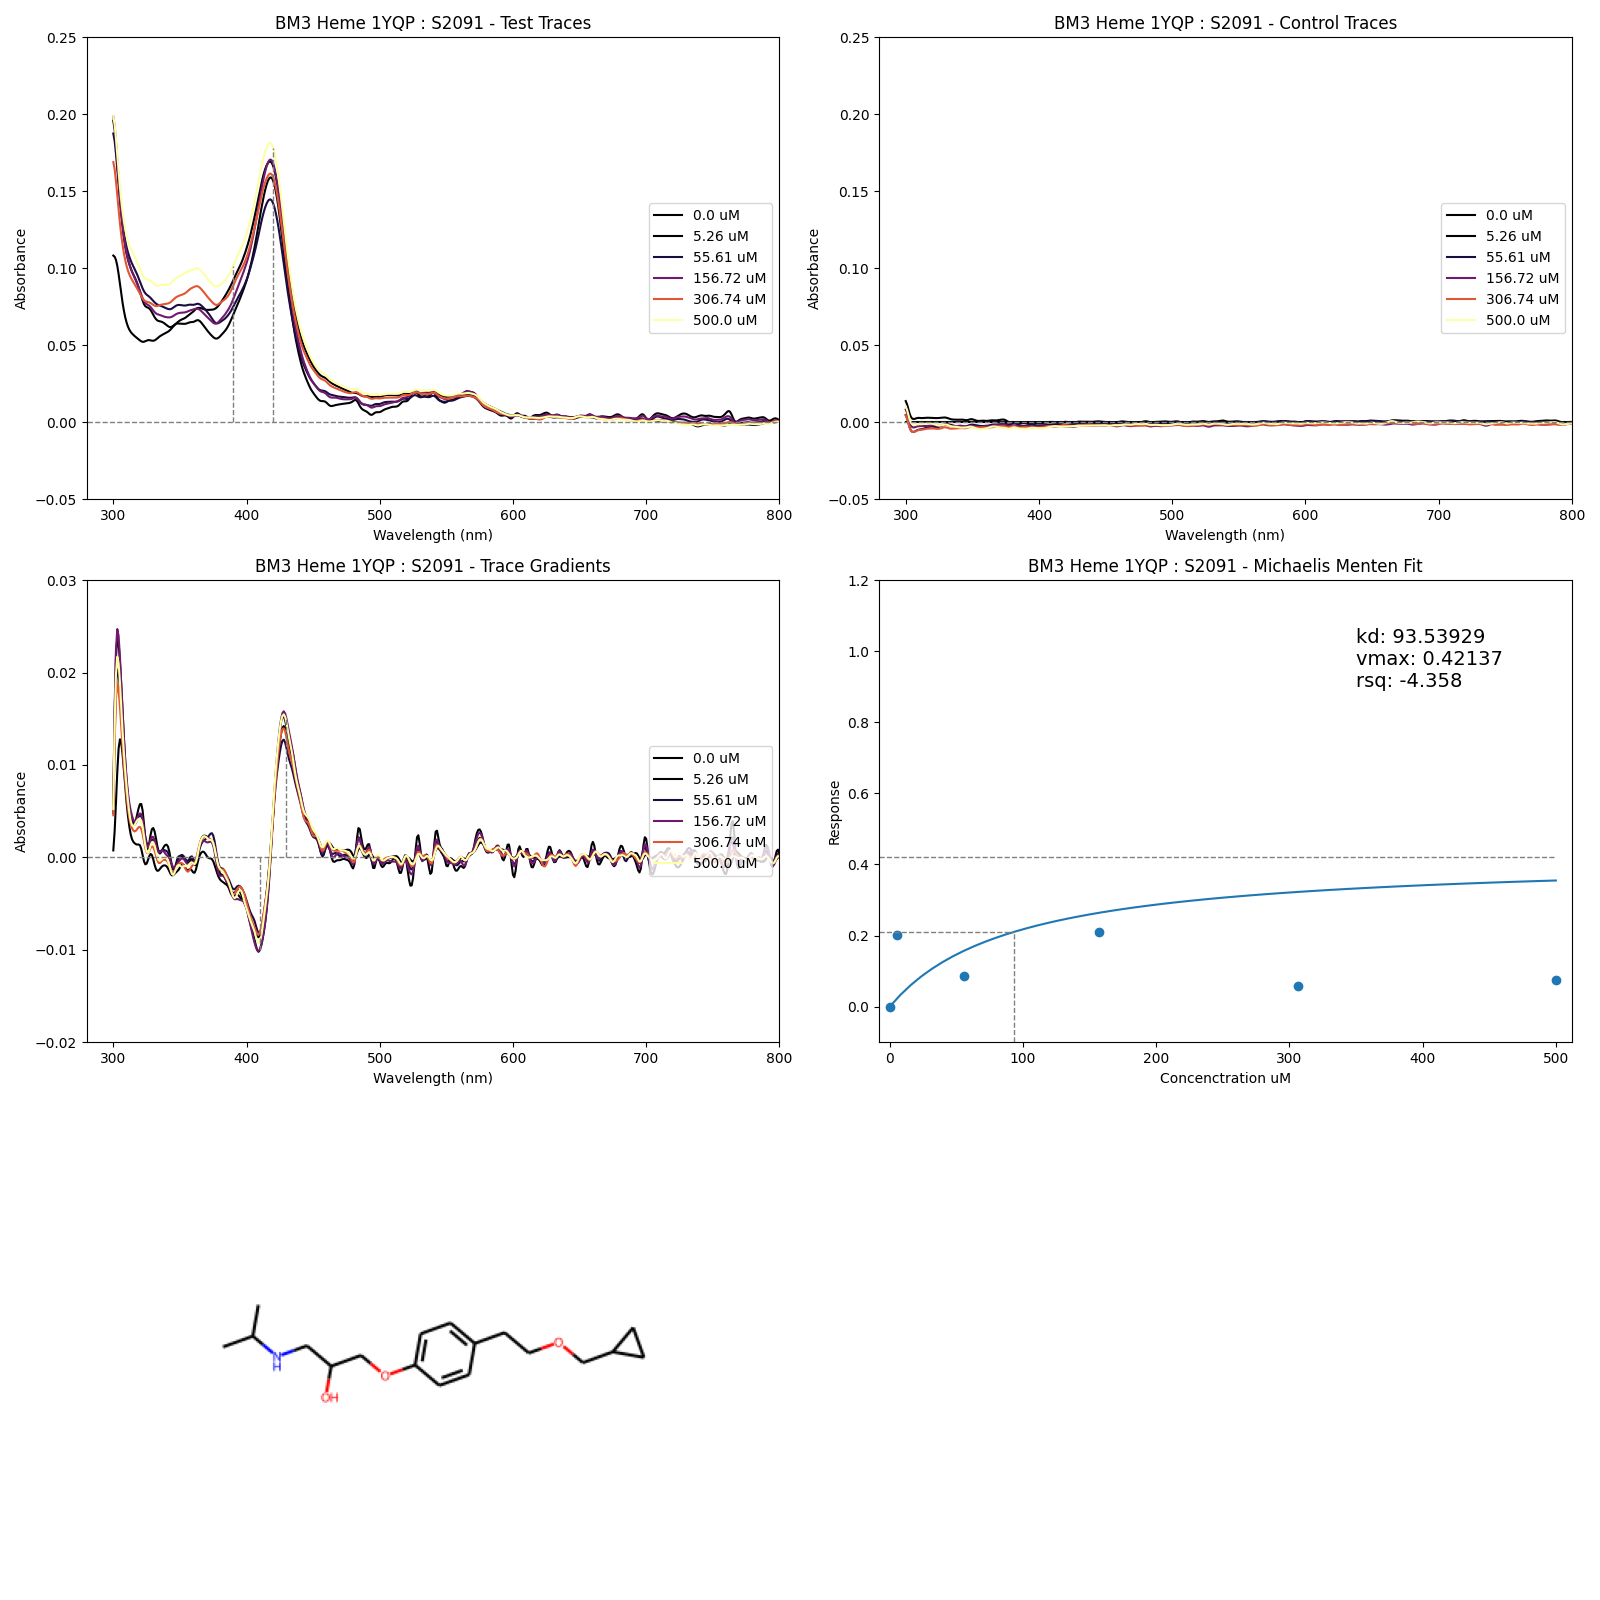 BM3 Heme 1YQP : S2091 - Test Traces
0.25
0.20
0.15
0.10
0.05
0.00
−0.05
Absorbance
300
400
500
600
700
800
Wavelength (nm)
0.0 uM
5.26 uM
55.61 uM
156.72 uM
306.74 uM
500.0 uM
BM3 Heme 1YQP : S2091 - Control Traces
0.25
0.20
0.15
0.10
0.05
0.00
−0.05
Absorbance
300
400
500
600
700
800
Wavelength (nm)
0.0 uM
5.26 uM
55.61 uM
156.72 uM
306.74 uM
500.0 uM
BM3 Heme 1YQP : S2091 - Trace Gradients
0.03
0.02
0.01
0.00
−0.01
−0.02
Absorbance
300
400
500
600
700
800
Wavelength (nm)
0.0 uM
5.26 uM
55.61 uM
156.72 uM
306.74 uM
500.0 uM
BM3 Heme 1YQP : S2091 - Michaelis Menten Fit
1.2
1.0
0.8
0.6
0.4
0.2
0.0
Response
0
100
200
300
400
500
Concenctration uM
kd: 93.53929
vmax: 0.42137
rsq: -4.358
N
H
OH
O
O